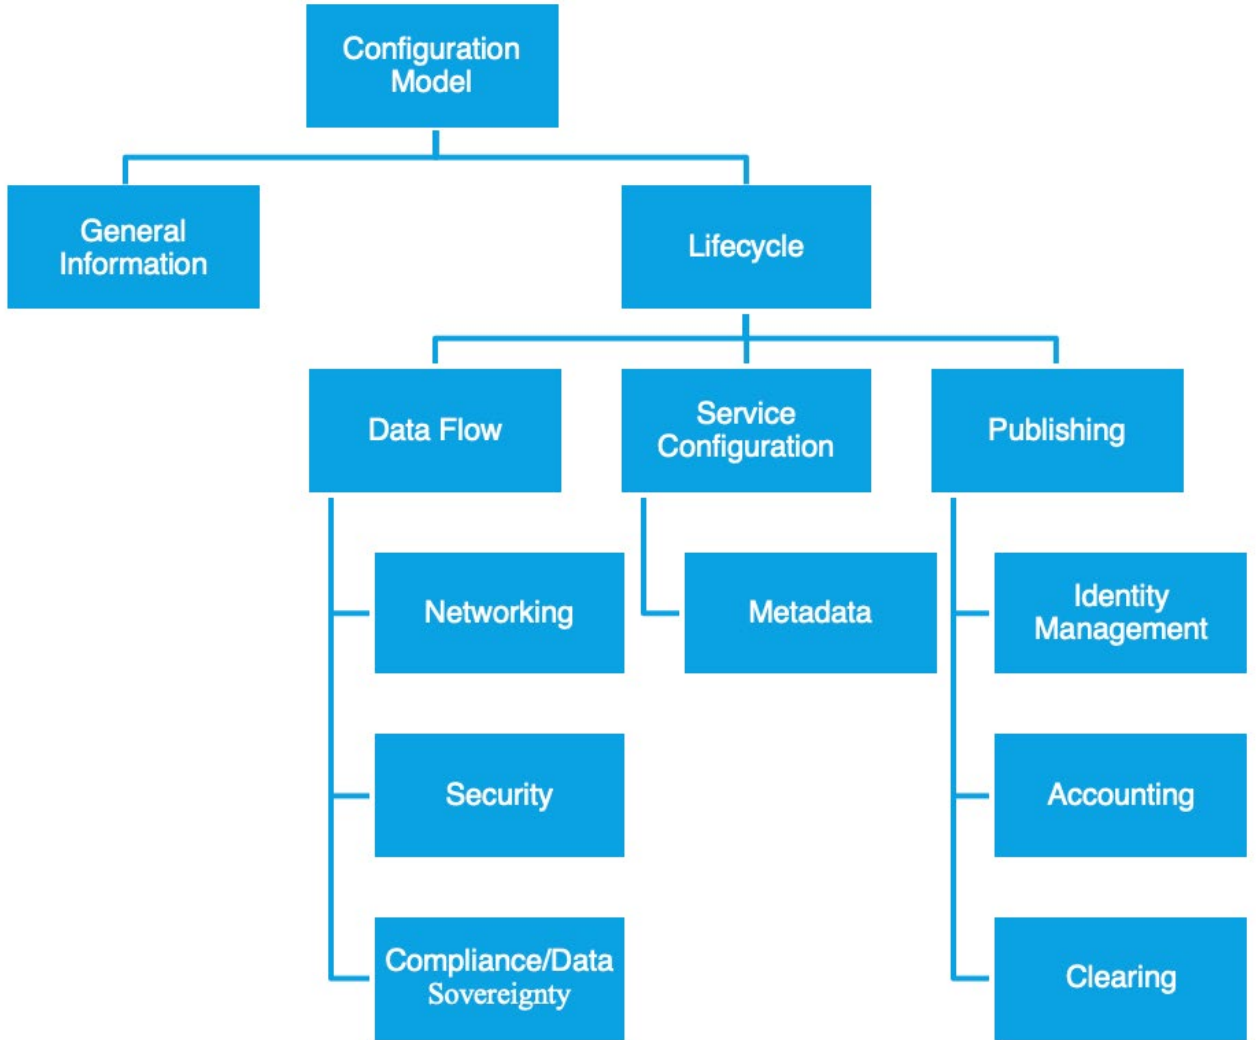 Configuration
Model
General
Information
Lifecycle
Data Flow
Service
Configuration
Publishing
Networking
Metadata
Identity
Management
Security
Accounting
Compliance/Data
Sovereignty
Clearing